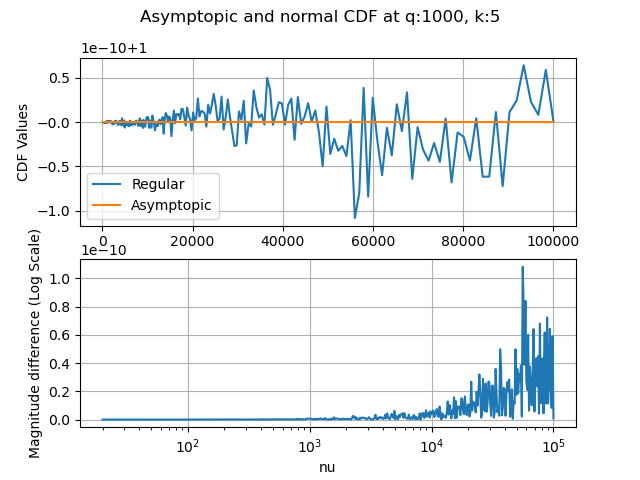 Asymptopic and normal CDF at q:1000, k:5
1e−10+1
0.5
−0.0
−0.5
−1.0
CDF Values
Regular
Asymptopic
0 20000 40000 60000 80000 100000
1e−10
1.0
0.8
0.6
0.4
0.2
0.0
Magnitude difference (Log Scale)
10² 10³ 10⁴ 10⁵
nu